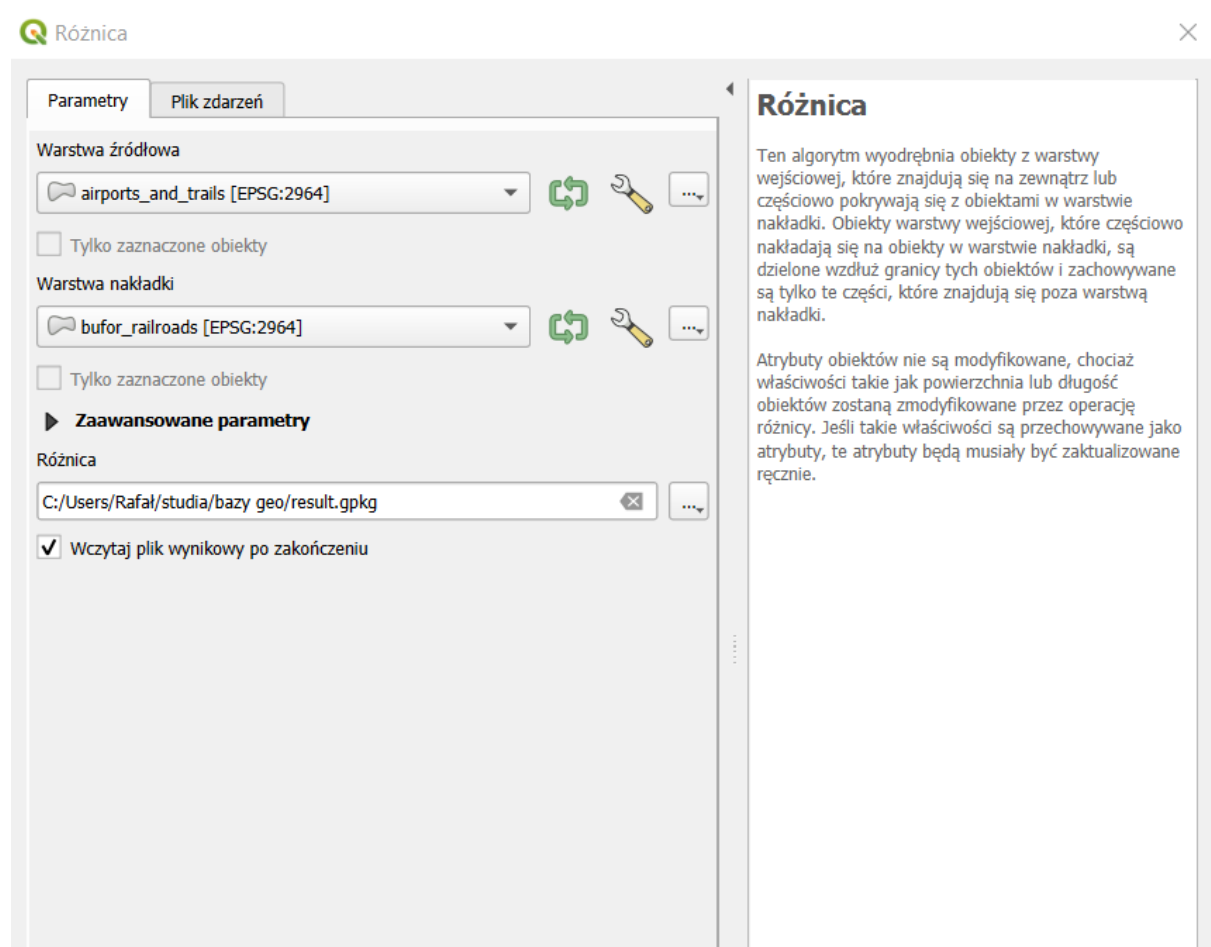 Różnica
Parametry
Plik zdarzeń
Warstwa źródłowa
airports_and_trails [EPSG:2964]
...
Tylko zaznaczone obiekty
Warstwa nakładki
bufor_railroads [EPSG:2964]
...
Tylko zaznaczone obiekty
Zaawansowane parametry
Różnica
C:/Users/Rafał/studia/bazy geo/result.gpkg
...
Wczytaj plik wynikowy po zakończeniu
Różnica
Ten algorytm wyodrębnia obiekty z warstwy
wejściowej, które znajdują się na zewnątrz lub
częściowo pokrywają się z obiektami w warstwie
nakładki. Obiekty warstwy wejściowej, które częściowo
nakładają się na obiekty w warstwie nakładki, są
dzielone wzdłuż granicy tych obiektów i zachowywane
są tylko te części, które znajdują się poza warstwą
nakładki.
Atrybuty obiektów nie są modyfikowane, chociaż
właściwości takie jak powierzchnia lub długość
obiektów zostaną zmodyfikowane przez operację
różnicy. Jeśli takie właściwości są przechowywane jako
atrybuty, te atrybuty będą musiały być zaktualizowane
ręcznie.